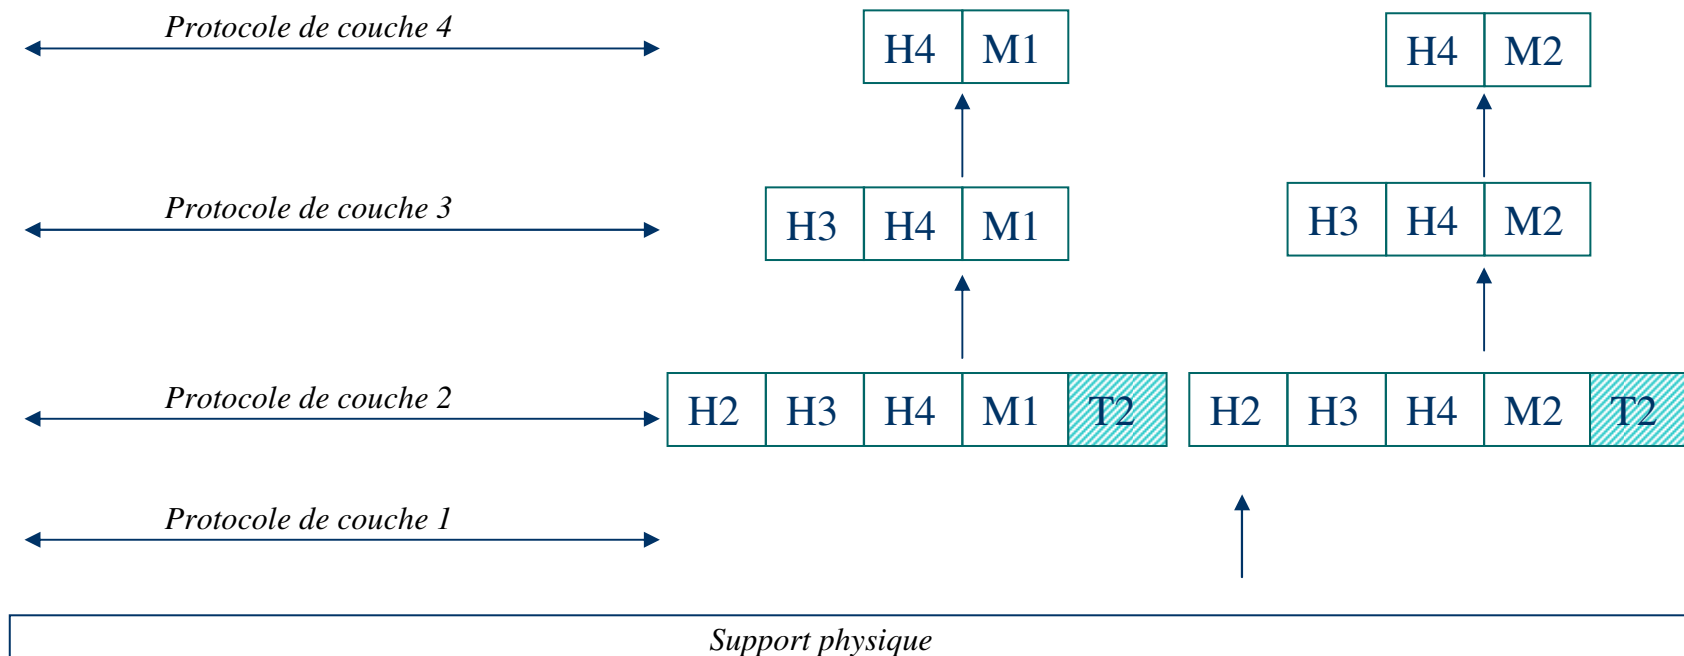 Protocole de couche 4
H4 M1 H4 M2
Protocole de couche 3
H3 H4 M1 H3 H4 M2
Protocole de couche 2
H2 H3 H4 M1 T2 H2 H3 H4 M2 T2
Protocole de couche 1
Support physique